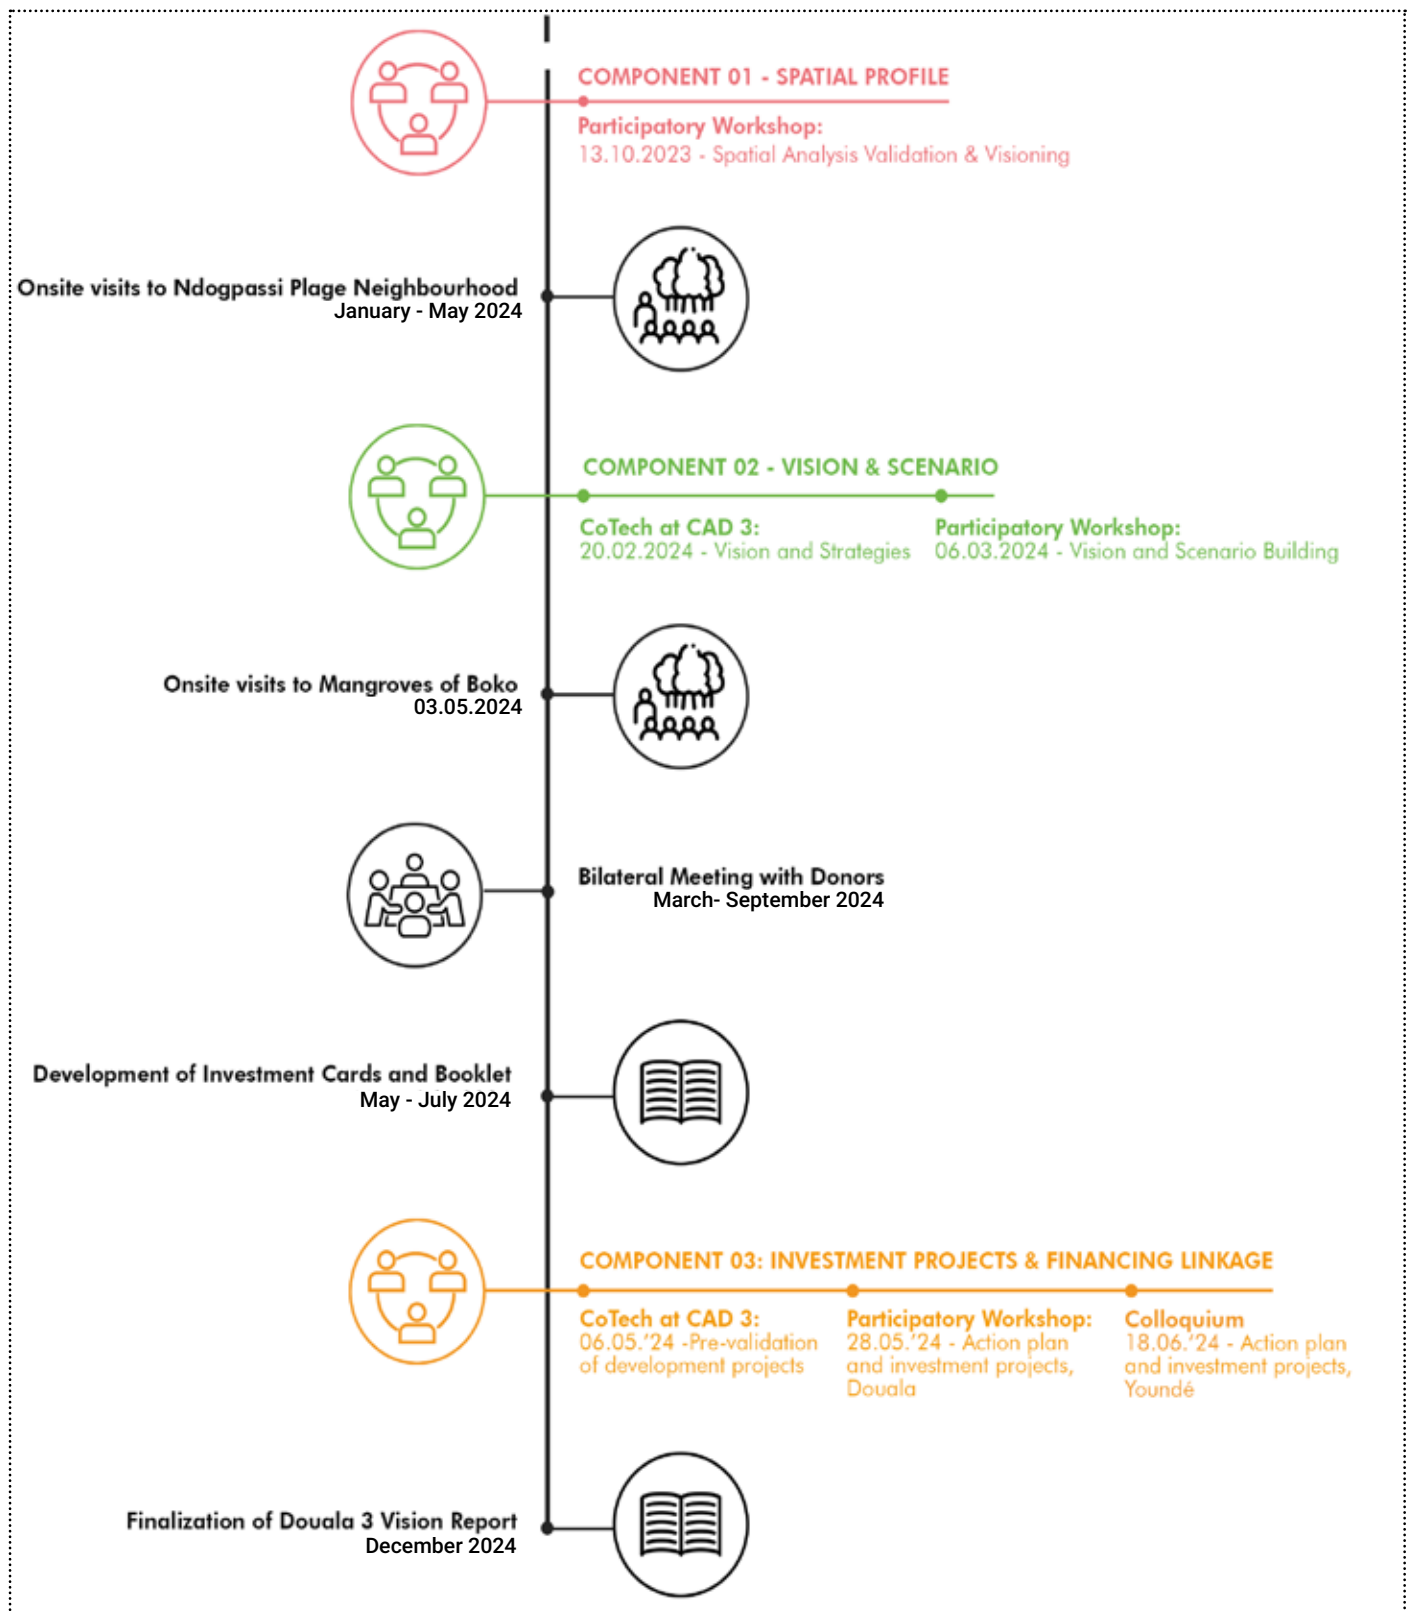 COMPONENT 01 - SPATIAL PROFILE
Participatory Workshop:
13.10.2023 - Spatial Analysis Validation & Visioning
Onsite visits to Ndogpassi Plage Neighbourhood
January - May 2024
COMPONENT 02 - VISION & SCENARIO
CoTech at CAD 3:
20.02.2024 - Vision and Strategies
Participatory Workshop:
06.03.2024 - Vision and Scenario Building
Onsite visits to Mangroves of Boko
03.05.2024
Bilateral Meeting with Donors
March- September 2024
Development of Investment Cards and Booklet
May - July 2024
COMPONENT 03: INVESTMENT PROJECTS & FINANCING LINKAGE
CoTech at CAD 3:
06.05.'24 -Pre-validation
of development projects
Participatory Workshop:
28.05.'24 - Action plan
and investment projects,
Douala
Colloquium
18.06.'24 - Action plan
and investment projects,
Youndé
Finalization of Douala 3 Vision Report
December 2024